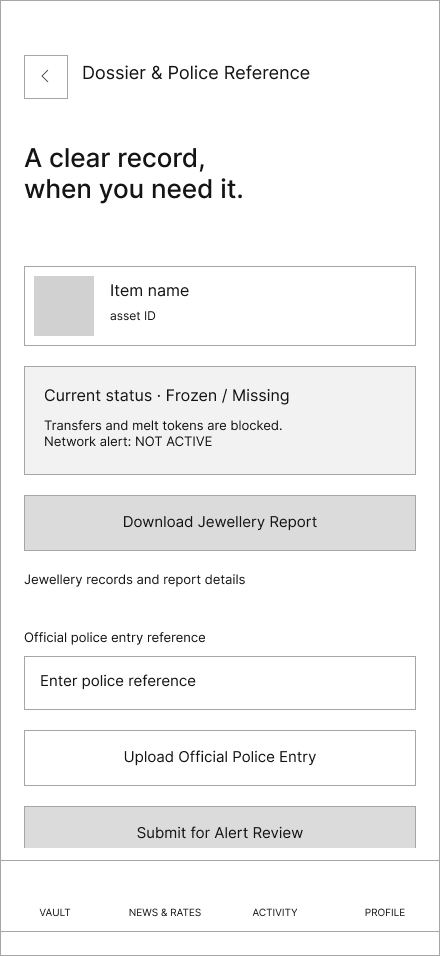 Dossier & Police Reference
A clear record,
when you need it.
Item name
asset ID
Current status · Frozen / Missing
Transfers and melt tokens are blocked.
Network alert: NOT ACTIVE
Download Jewellery Report
Jewellery records and report details
Official police entry reference
Enter police reference
Upload Official Police Entry
Submit for Alert Review
VAULT
NEWS & RATES
ACTIVITY
PROFILE